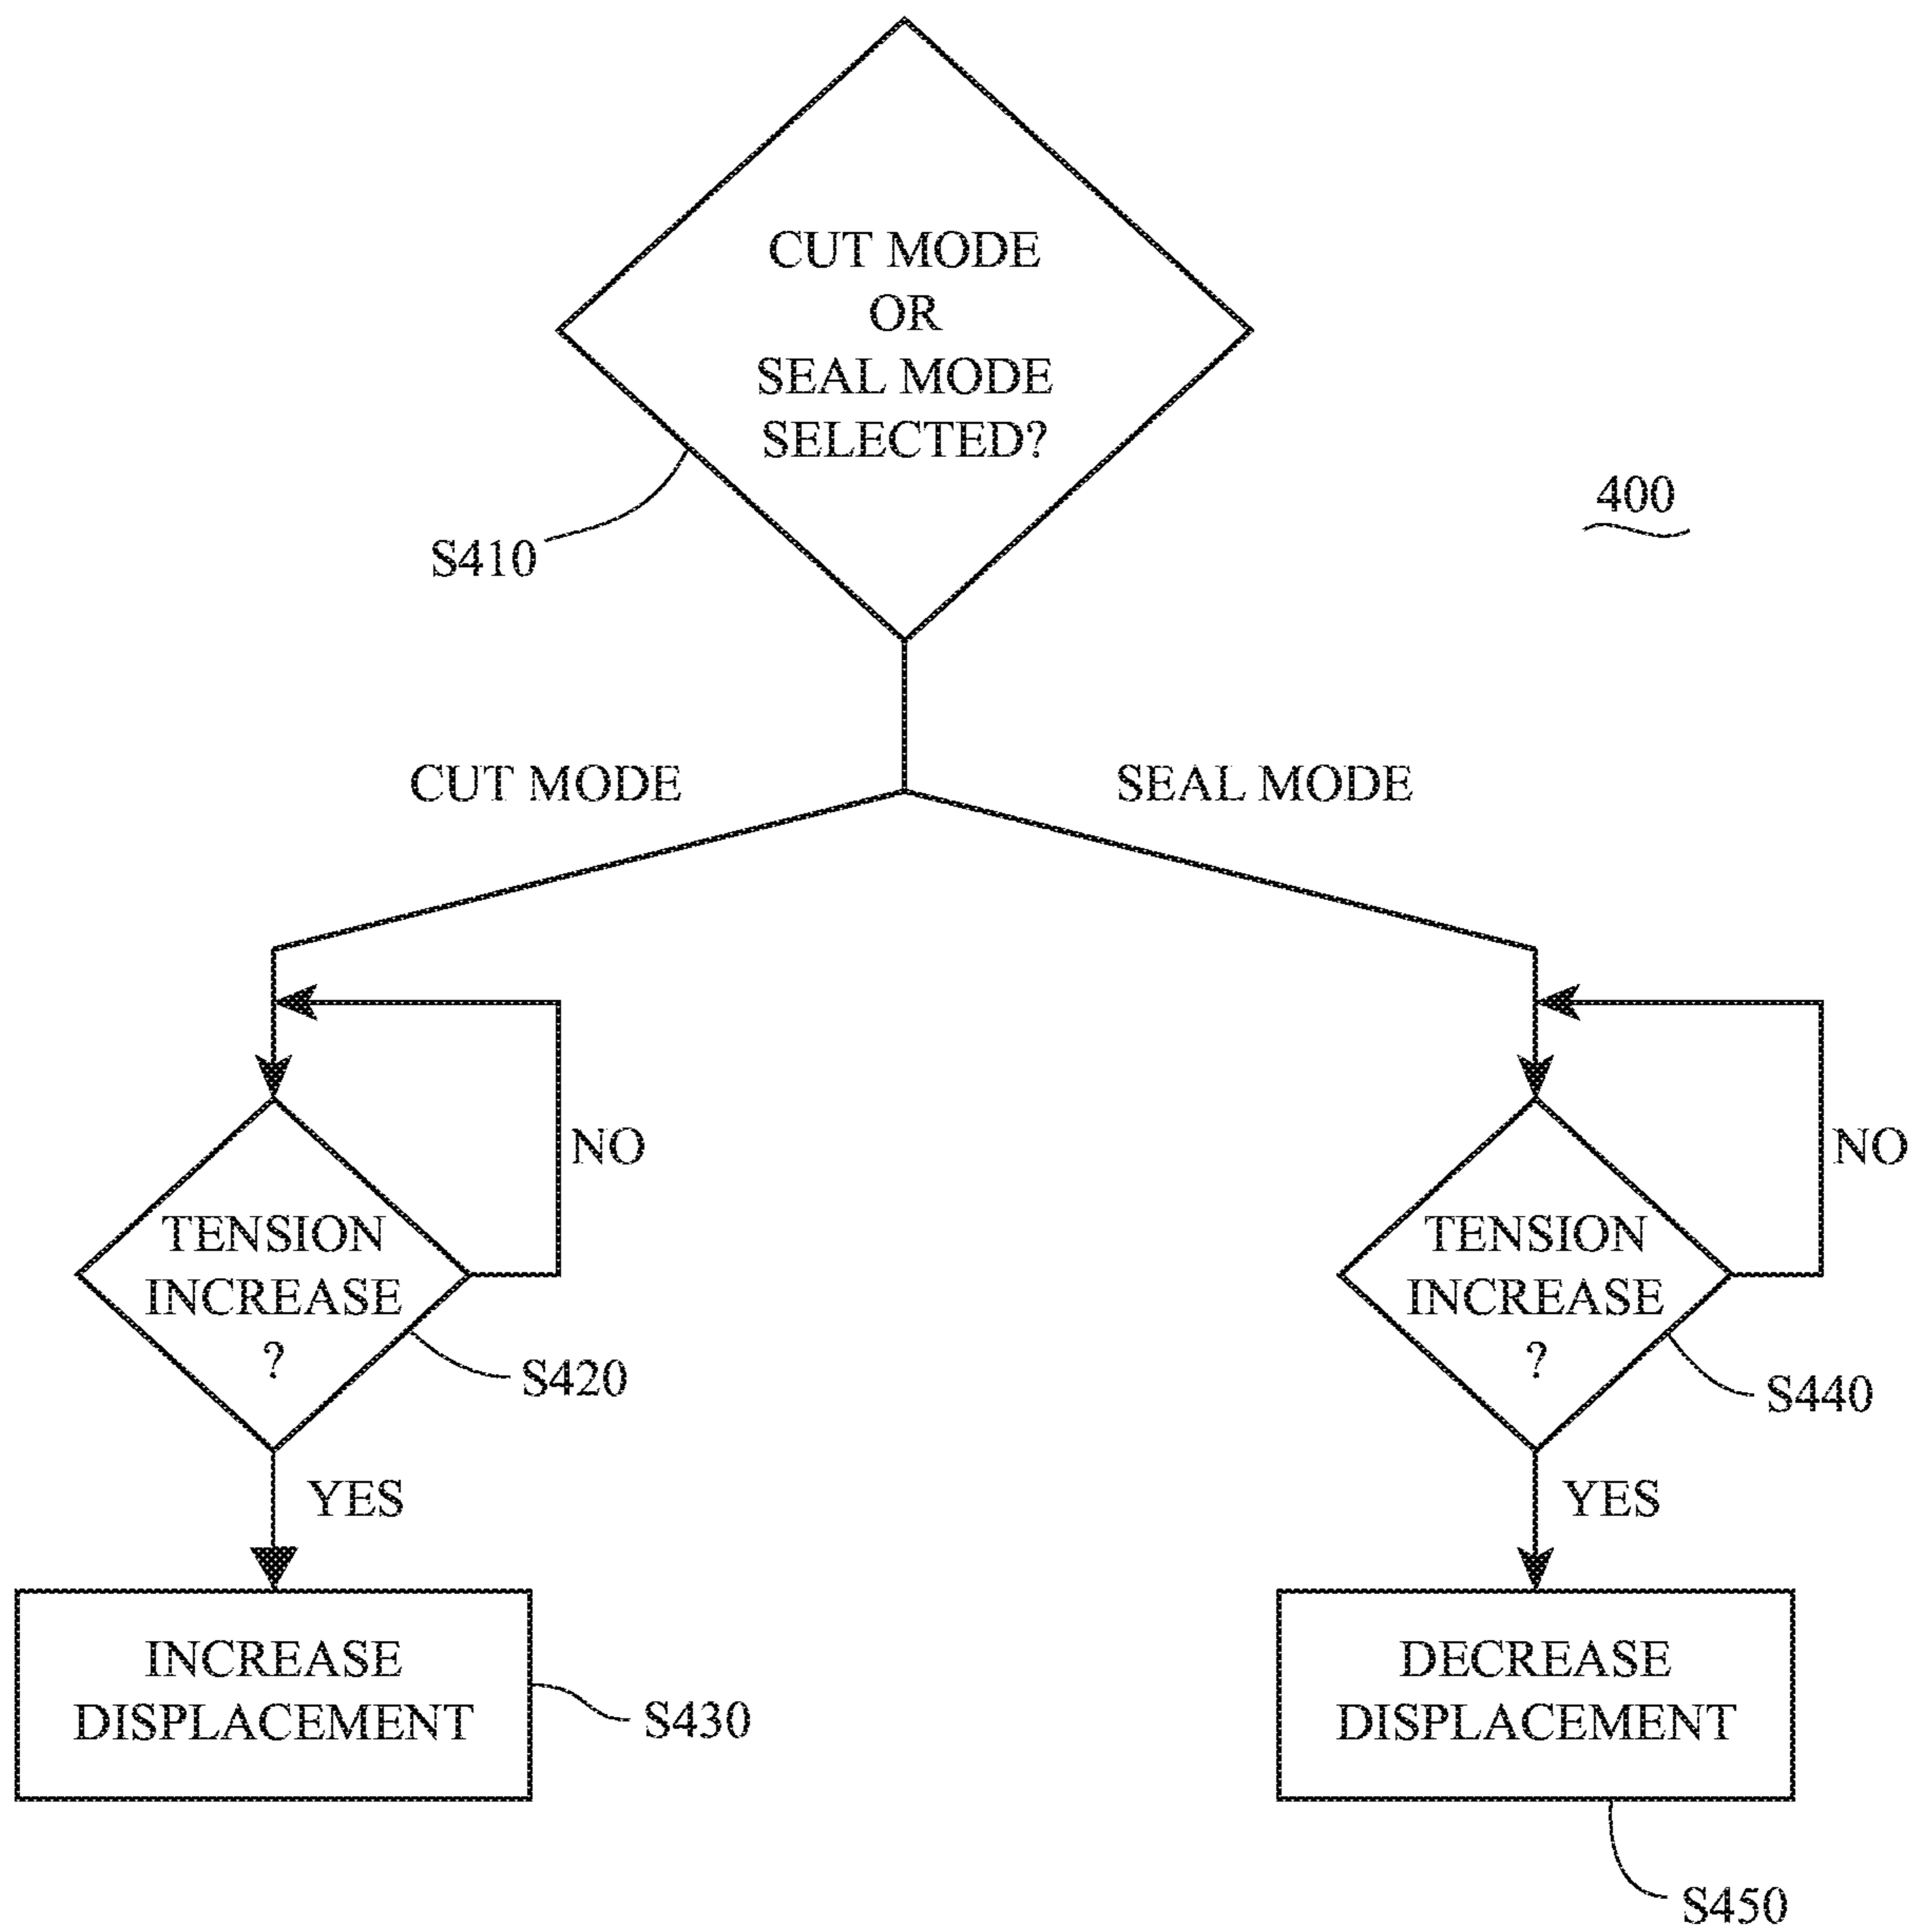 CUT MODE
OR
SEAL MODE
SELECTED?
400
S410
CUT MODE
SEAL MODE
NO
NO
TENSION
INCREASE
?
S420
TENSION
INCREASE
?
S440
YES
YES
INCREASE
DISPLACEMENT
S430
DECREASE
DISPLACEMENT
S450